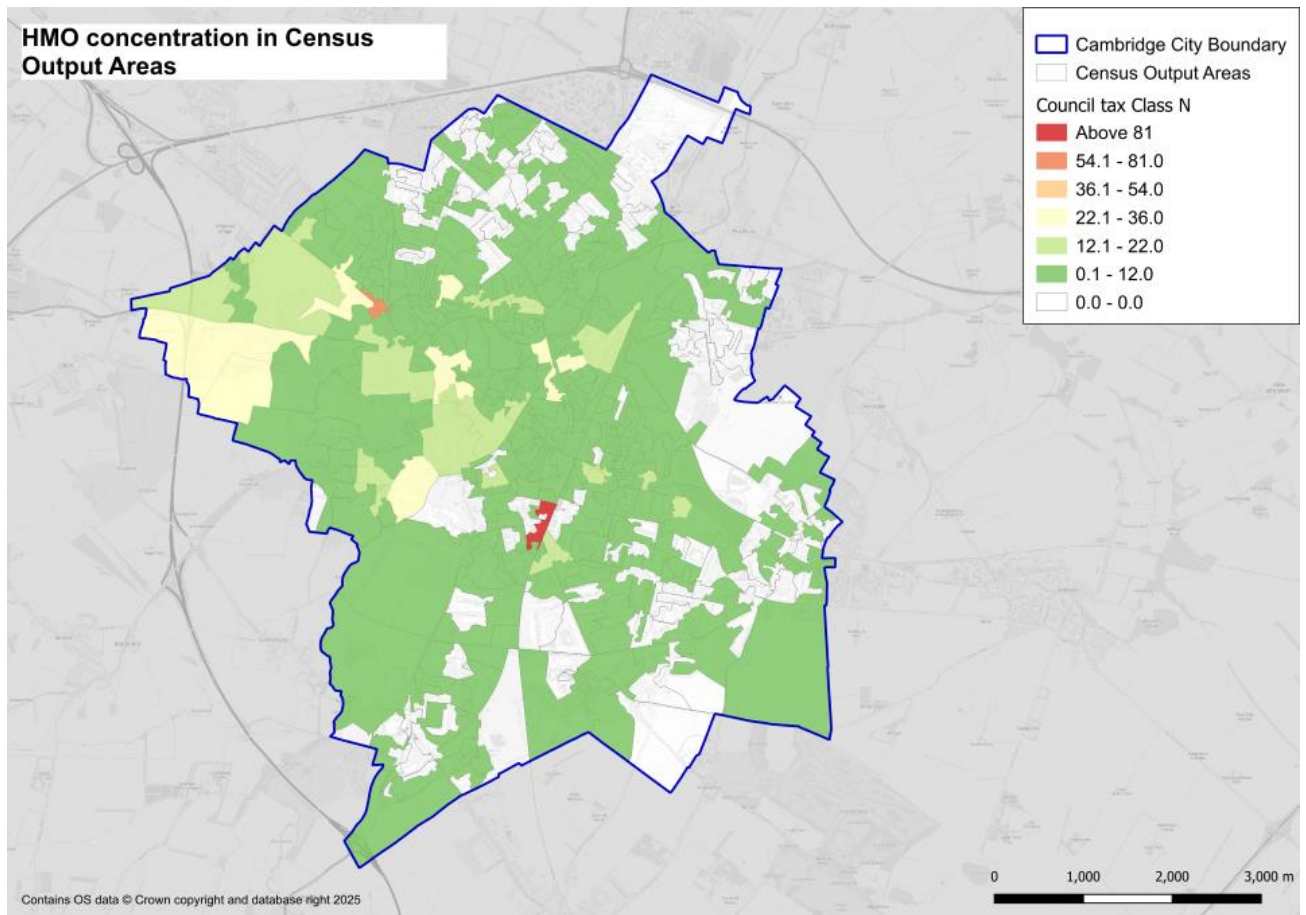 HMO concentration in Census
Output Areas
Cambridge City Boundary
Census Output Areas
Council tax Class N
Above 81
54.1 - 81.0
36.1 - 54.0
22.1 - 36.0
12.1 - 22.0
0.1 - 12.0
0.0 - 0.0
0 1,000 2,000 3,000 m
Contains OS data © Crown copyright and database right 2025